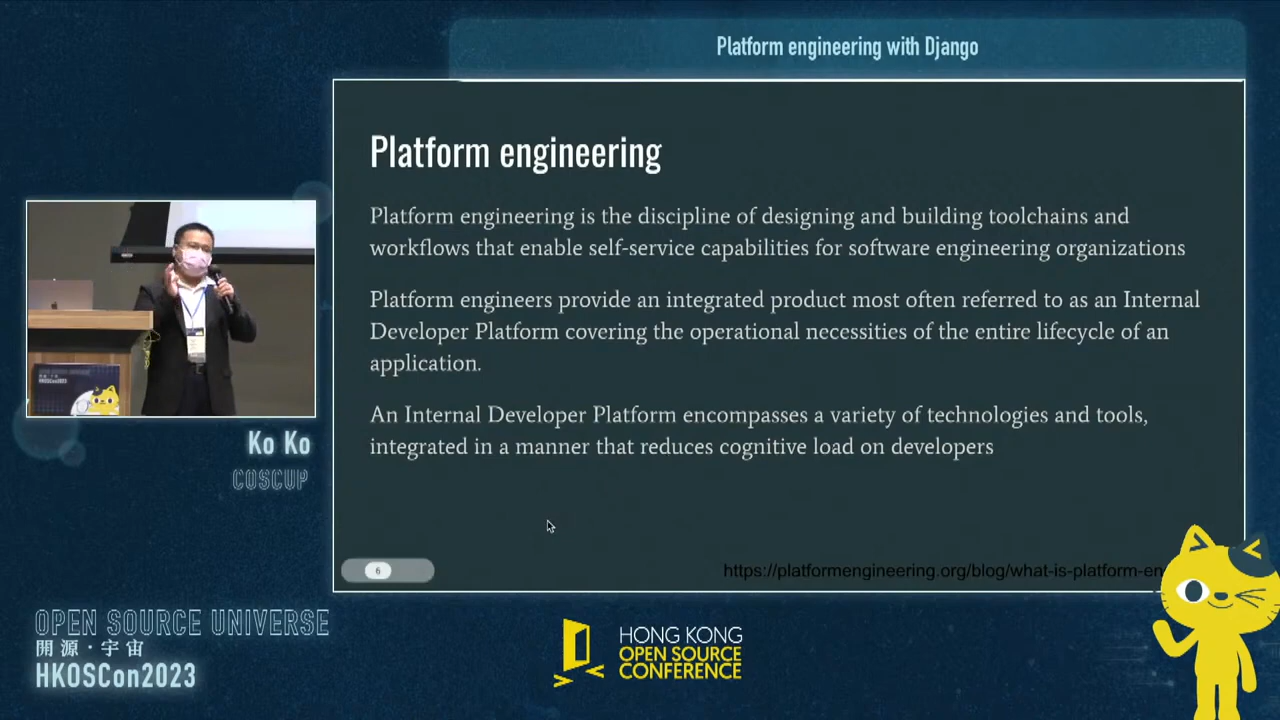 Platform engineering with Django
Platform engineering
Platform engineering is the discipline of designing and building toolchains and
workflows that enable self-service capabilities for software engineering organizations
Platform engineers provide an integrated product most often referred to as an Internal
Developer Platform covering the operational necessities of the entire lifecycle of an
application.
An Internal Developer Platform encompasses a variety of technologies and tools,
integrated in a manner that reduces cognitive load on developers
6
https://platformengineering.org/blog/what-is-platform-en
Ko Ko
COSCUP
OPEN SOURCE UNIVERSE
開源·宇宙
HKOSCon2023
HONG KONG
OPEN SOURCE
CONFERENCE